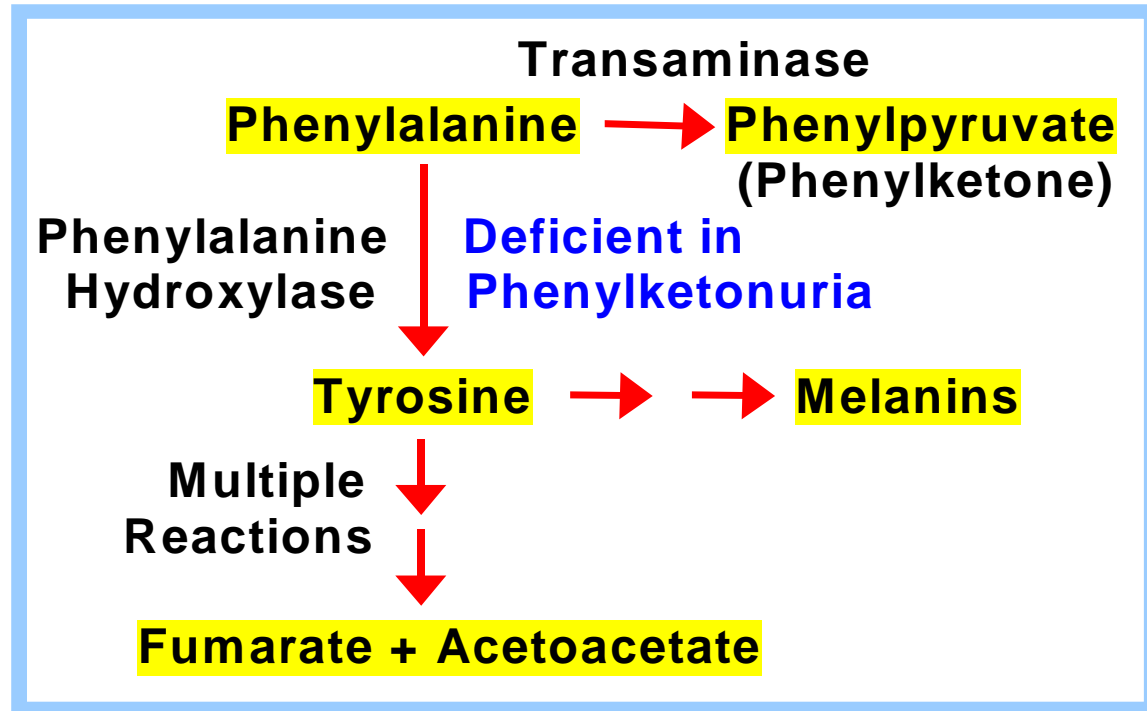 Transaminase
Phenylalanine Phenylpyruvate
(Phenylketone)
Phenylalanine Deficient in
Hydroxylase Phenylketonuria
Tyrosine Melanins
Multiple
Reactions
Fumarate + Acetoacetate